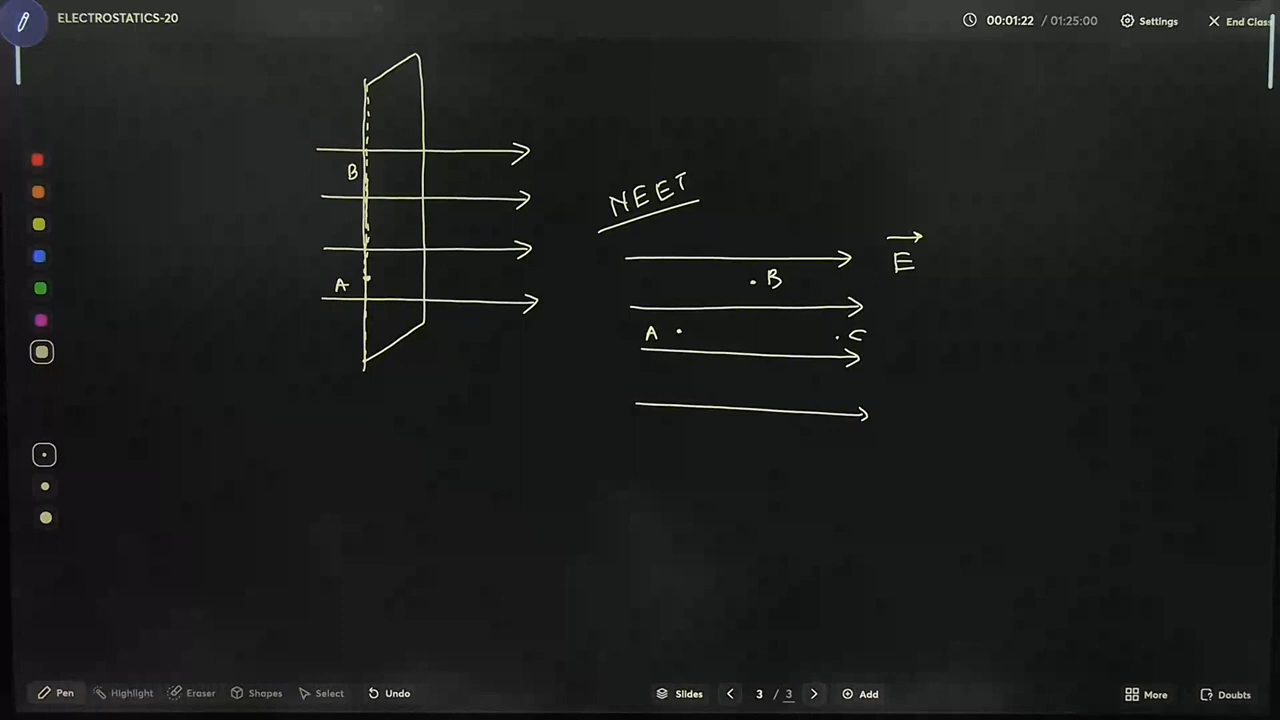 ELECTROSTATICS-20
00:01:22 / 01:25:00
Settings
End Class
B
A
NEET
E
B
A
C
Pen
Highlight
Eraser
Shapes
Select
Undo
Slides
3 / 3
Add
More
Doubts